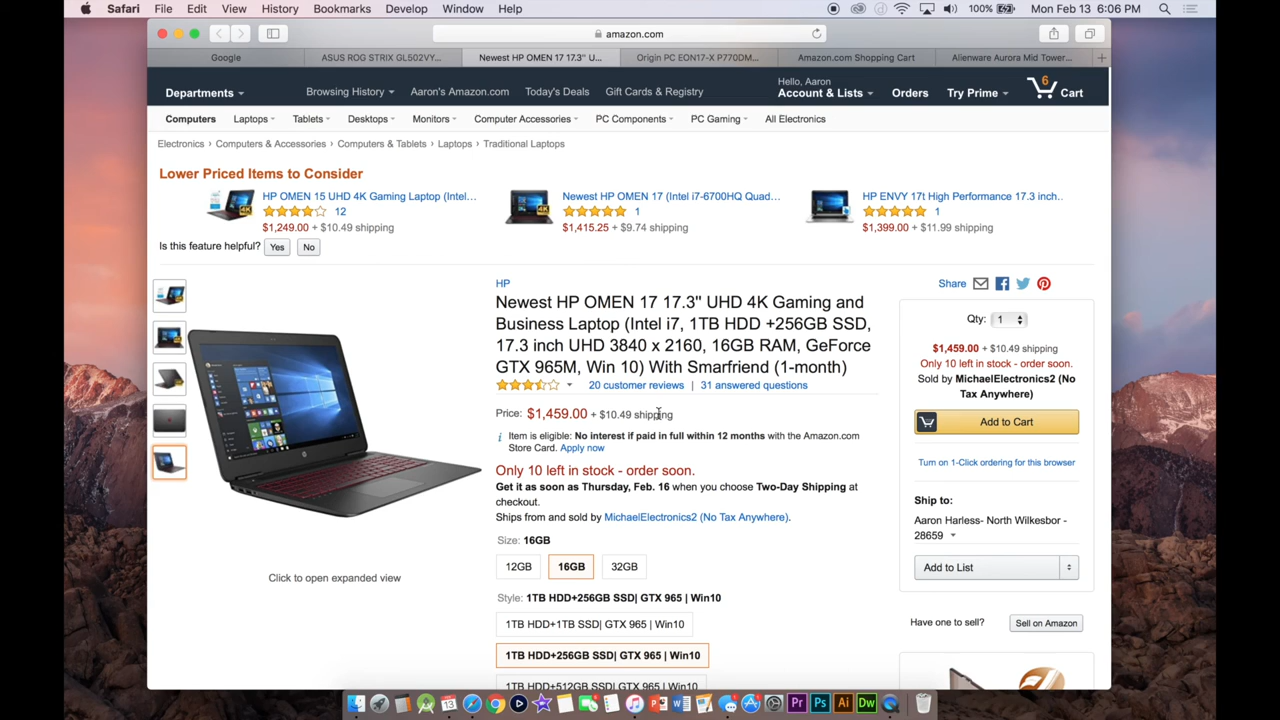 Safari File Edit View History Bookmarks Develop Window Help 100% Mon Feb 13 6:06 PM
amazon.com
Google ASUS ROG STRIX GL502VY... Newest HP OMEN 17 17.3" U... Origin PC EON17-X P770DM... Amazon.com Shopping Cart Alienware Aurora Mid Tower...
Hello, Aaron
Departments Browsing History Aaron's Amazon.com Today's Deals Gift Cards & Registry Account & Lists Orders Try Prime 6 Cart
Computers Laptops Tablets Desktops Monitors Computer Accessories PC Components PC Gaming All Electronics
Electronics › Computers & Accessories › Computers & Tablets › Laptops › Traditional Laptops
Lower Priced Items to Consider
HP OMEN 15 UHD 4K Gaming Laptop (Intel...
12
$1,249.00 + $10.49 shipping
Newest HP OMEN 17 (Intel i7-6700HQ Quad...
1
$1,415.25 + $9.74 shipping
HP ENVY 17t High Performance 17.3 inch..
1
$1,399.00 + $11.99 shipping
Is this feature helpful? Yes No
HP
Newest HP OMEN 17 17.3" UHD 4K Gaming and
Business Laptop (Intel i7, 1TB HDD +256GB SSD,
17.3 inch UHD 3840 x 2160, 16GB RAM, GeForce
GTX 965M, Win 10) With Smarfriend (1-month)
20 customer reviews | 31 answered questions
Price: $1,459.00 + $10.49 shipping
Item is eligible: No interest if paid in full within 12 months with the Amazon.com
Store Card. Apply now
Only 10 left in stock - order soon.
Get it as soon as Thursday, Feb. 16 when you choose Two-Day Shipping at
checkout.
Ships from and sold by MichaelElectronics2 (No Tax Anywhere).
Size: 16GB
12GB 16GB 32GB
Style: 1TB HDD+256GB SSD| GTX 965 | Win10
1TB HDD+1TB SSD| GTX 965 | Win10
1TB HDD+256GB SSD| GTX 965 | Win10
1TB HDD+512GB SSD| GTX 965 | Win10
Click to open expanded view
Share
Qty: 1
$1,459.00 + $10.49 shipping
Only 10 left in stock - order soon.
Sold by MichaelElectronics2 (No
Tax Anywhere)
Add to Cart
Turn on 1-Click ordering for this browser
Ship to:
Aaron Harless- North Wilkesbor -
28659
Add to List
Have one to sell? Sell on Amazon
Pr Ps Ai Dw